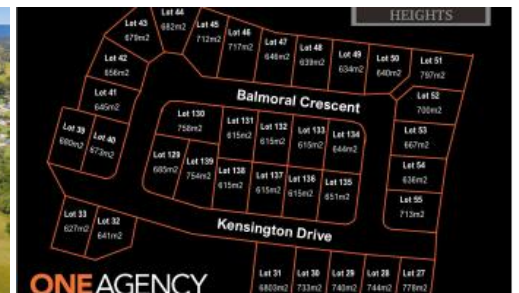 HEIGHTS
Lot 44
682m2
Lot 43
679m2
Lot 45
712m2
Lot 46
717m2
Lot 47
646m2
Lot 48
639m2
Lot 49
634m2
Lot 50
640m2
Lot 51
797m2
Lot 42
656m2
Lot 41
645m2
Lot 52
700m2
Balmoral Crescent
Lot 39
680m2
Lot 40
673m2
Lot 130
758m2
Lot 131
615m2
Lot 132
615m2
Lot 133
615m2
Lot 134
644m2
Lot 53
667m2
Lot 129
685m2
Lot 139
754m2
Lot 138
615m2
Lot 137
615m2
Lot 136
615m2
Lot 135
651m2
Lot 54
636m2
Lot 55
713m2
Lot 33
627m2
Lot 32
641m2
Kensington Drive
Lot 31
6803m2
Lot 30
733m2
Lot 29
740m2
Lot 28
744m2
Lot 27
778m2
ONEAGENCY